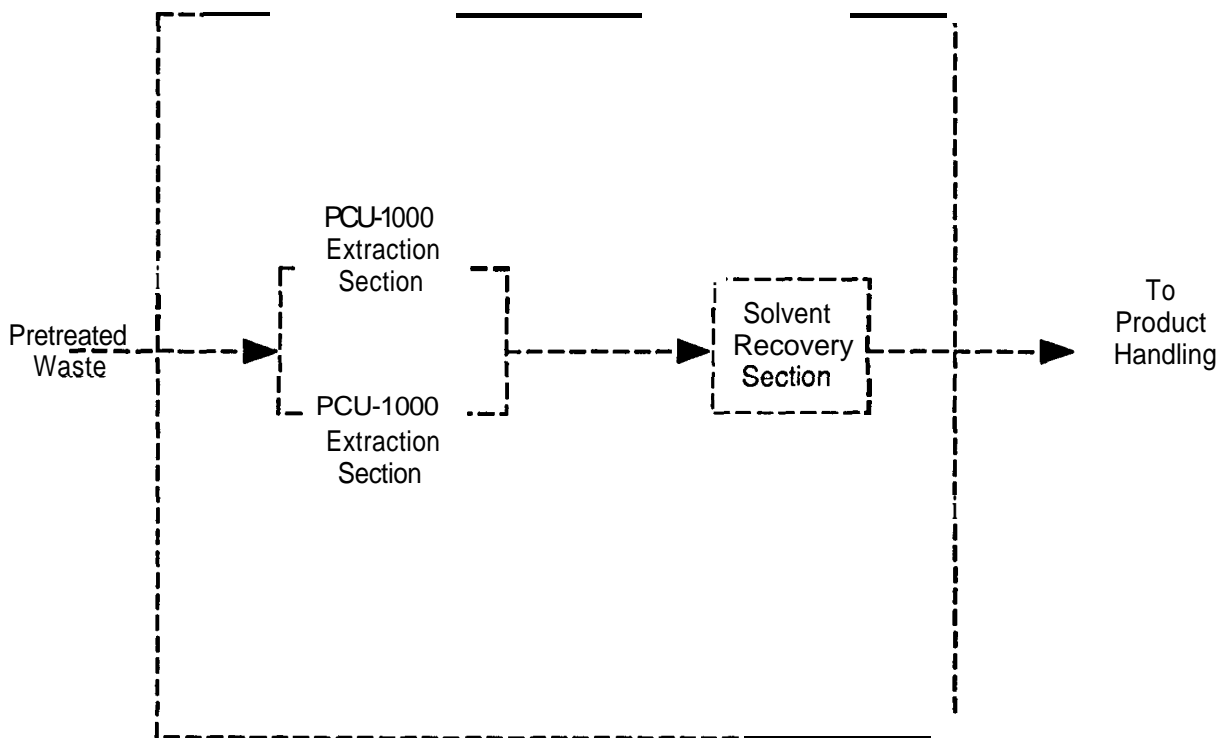 Pretreated
Waste
PCU-1000
Extraction
Section
PCU-1000
Extraction
Section
Solvent
Recovery
Section
To
Product
Handling